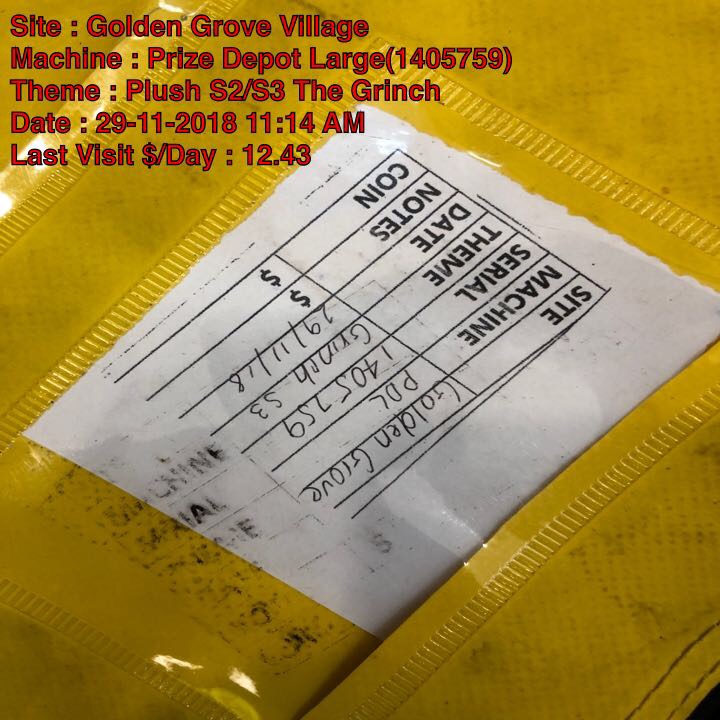 Site : Golden Grove Village
Machine : Prize Depot Large(1405759)
Theme : Plush S2/S3 The Grinch
Date : 29-11-2018 11:14 AM
Last Visit $/Day : 12.43
SITE Golden Grove
MACHINE PDL
SERIAL 1405759
THEME Grinch S3
DATE 29/11/18
NOTES $
COIN $